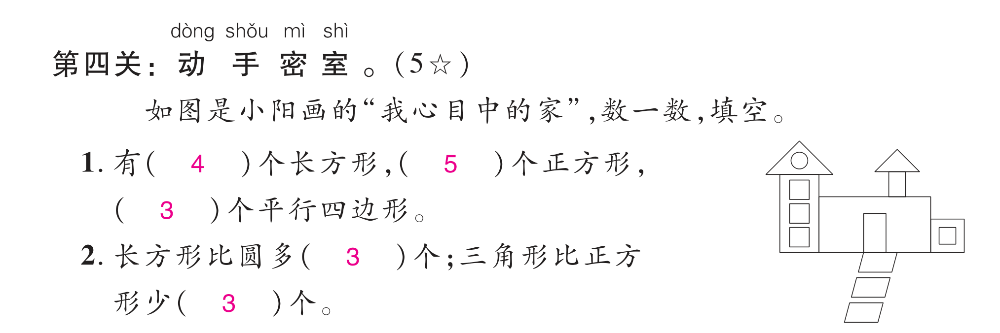 dòng shǒu mì shì
第四关：动手密室。(5☆)
如图是小阳画的“我心目中的家”,数一数,填空。
1. 有( 4 )个长方形,( 5 )个正方形,
( 3 )个平行四边形。
2. 长方形比圆多( 3 )个;三角形比正方
形少( 3 )个。